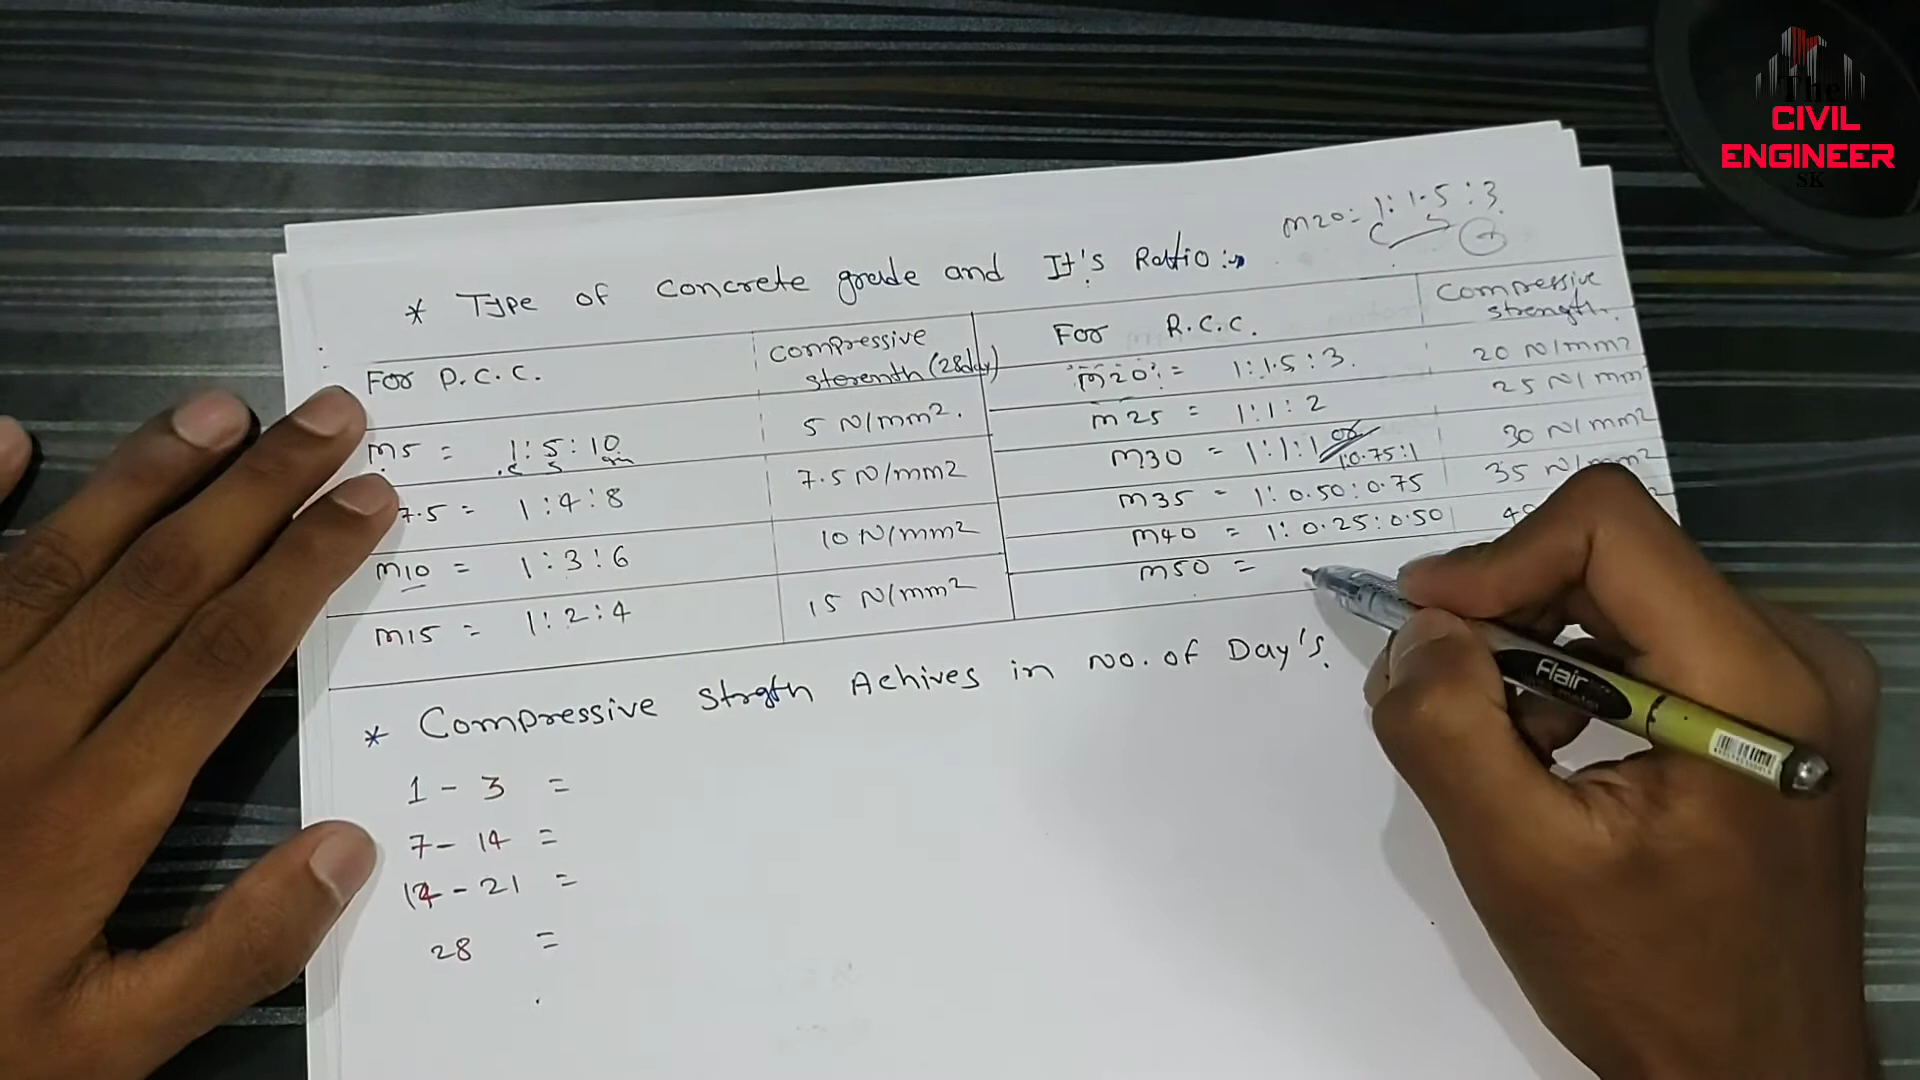 The
CIVIL
ENGINEER
SK
m20= 1:1.5:3
* Type of concrete grade and It's Ratio:→
For P.C.C.
compressive
storenth (28day)
For R.C.C.
compressive
strength.
m5 = 1:5:10
5 N/mm2.
7.5 = 1:4:8
7.5 N/mm2
m10 = 1:3:6
10 N/mm2
m15 = 1:2:4
15 N/mm2
m20 = 1:1.5:3.
20 N/mm2
m25 = 1:1:2
25 N/mm
m30 = 1:1:1 or
1:0.75:1
30 N/mm2
m35 = 1:0.50:0.75
35 N/mm2
m40 = 1:0.25:0.50
m50 =
* Compressive Strgth Achives in No. of Day's.
1 - 3 =
7 - 14 =
14 - 21 =
28 =
Flair